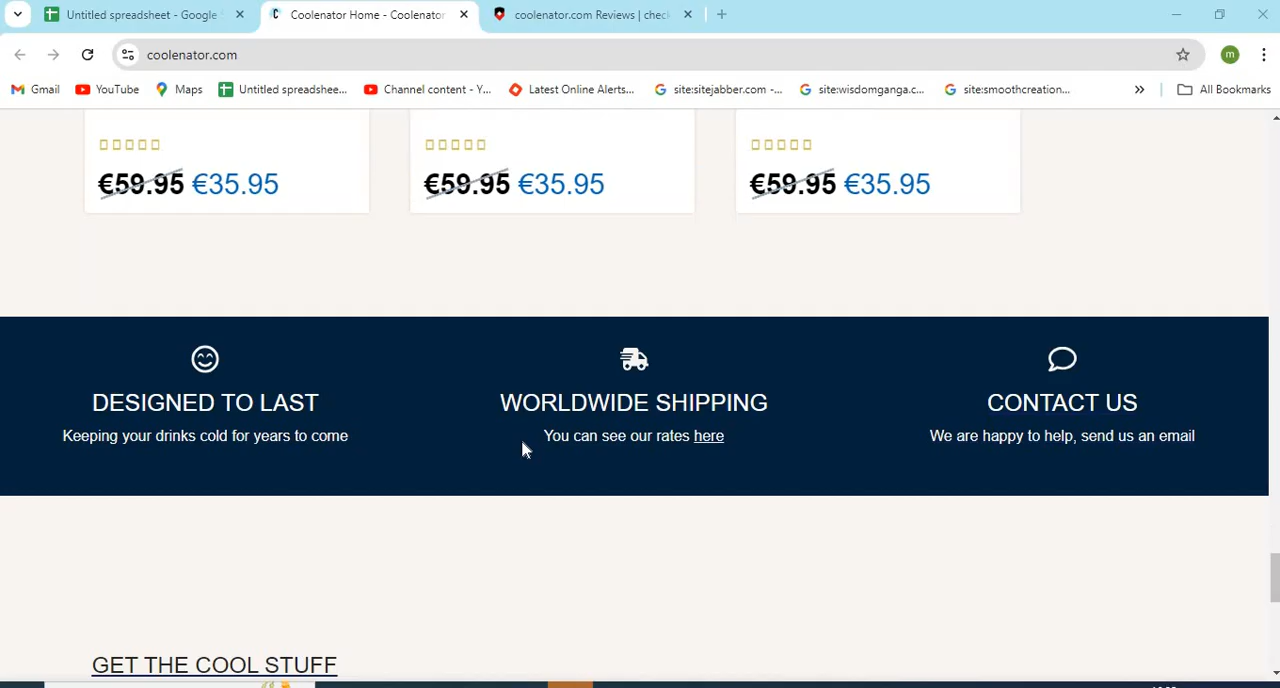 Untitled spreadsheet - Google
Coolenator Home - Coolenator
coolenator.com Reviews | chec
coolenator.com
m
Gmail
YouTube
Maps
Untitled spreadshee...
Channel content - Y...
Latest Online Alerts...
site:sitejabber.com -...
site:wisdomganga.c...
site:smoothcreation...
All Bookmarks
€59.95 €35.95
€59.95 €35.95
€59.95 €35.95
DESIGNED TO LAST
Keeping your drinks cold for years to come
WORLDWIDE SHIPPING
You can see our rates here
CONTACT US
We are happy to help, send us an email
GET THE COOL STUFF